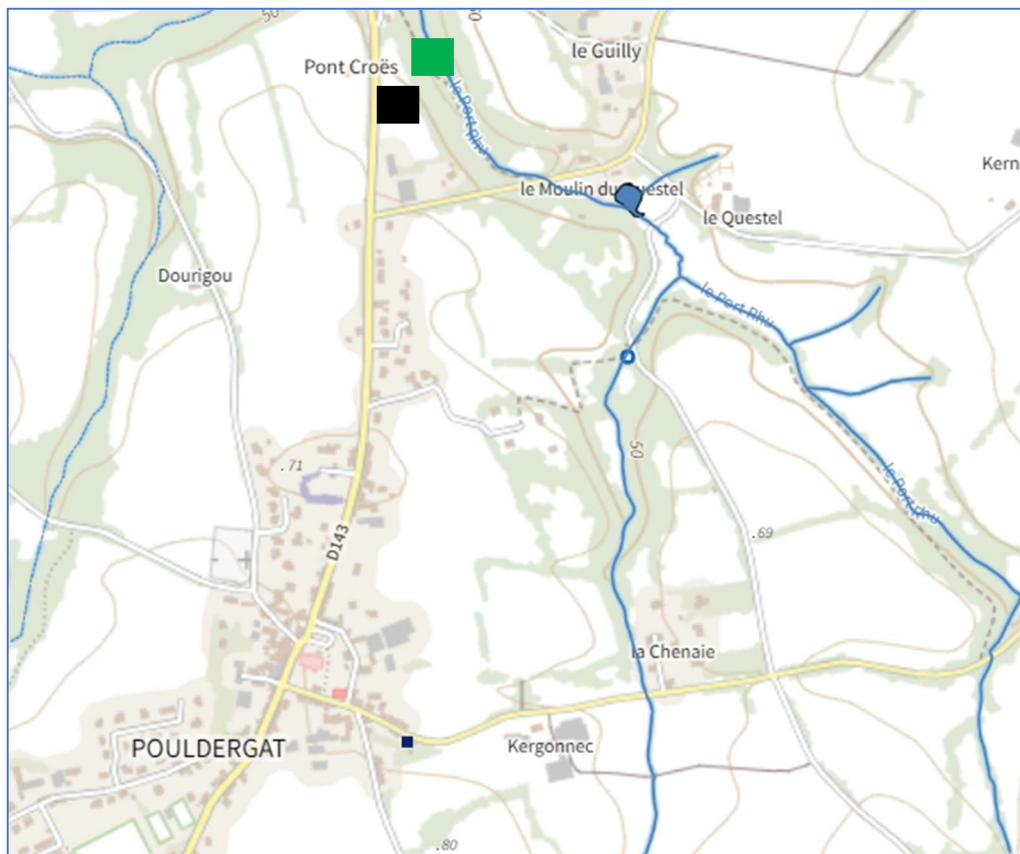 50
00
le Guilly
Pont Croës
le Port Rhu
Kern
le Moulin du Questel
le Questel
Dourigou
le Port Rhu
50
.71
le Port rhu
D143
.69
la Chenaie
POULDERGAT
Kergonnec
.80